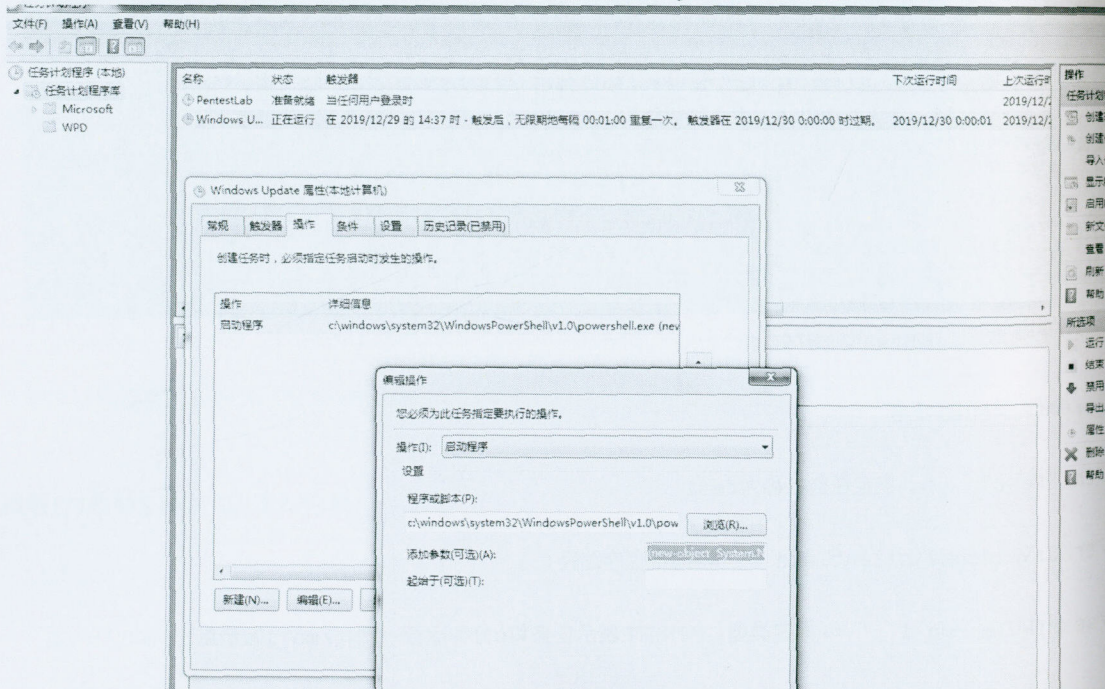 文件(F) 操作(A) 查看(V) 帮助(H)
任务计划程序 (本地)
任务计划程序库
Microsoft
WPD
名称 状态 触发器 下次运行时间 上次运行时
PentestLab 准备就绪 当任何用户登录时 2019/12/2
Windows U... 正在运行 在 2019/12/29 的 14:37 时 - 触发后，无限期地每隔 00:01:00 重复一次。 触发器在 2019/12/30 0:00:00 时过期。 2019/12/30 0:00:01 2019/12/
操作
任务计划
创建
创建
导入
显示
启用
新文
查看
刷新
帮助
所选项
运行
结束
禁用
导出
属性
删除
帮助
Windows Update 属性(本地计算机)
常规 触发器 操作 条件 设置 历史记录(已禁用)
创建任务时，必须指定任务启动时发生的操作。
操作 详细信息
启动程序 c:\windows\system32\WindowsPowerShell\v1.0\powershell.exe (nev
新建(N)... 编辑(E)...
编辑操作
您必须为此任务指定要执行的操作。
操作(I): 启动程序
设置
程序或脚本(P):
c:\windows\system32\WindowsPowerShell\v1.0\pow 浏览(R)...
添加参数(可选)(A): (new-object System.N
起始于(可选)(T):